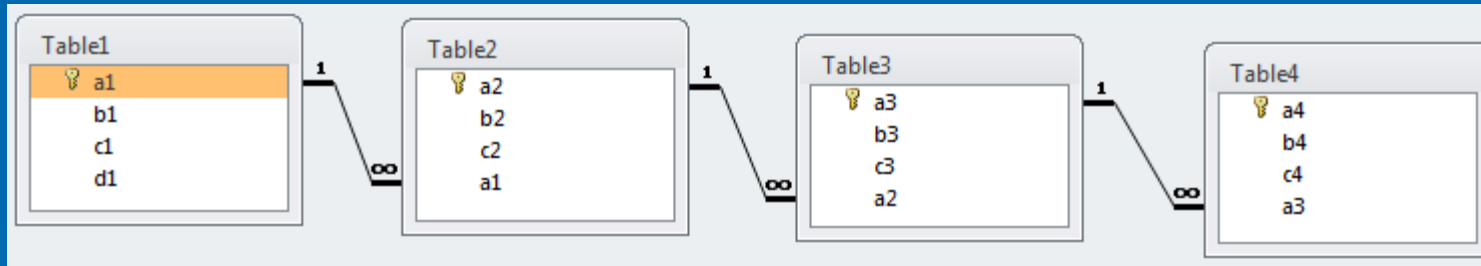 Table1
a1
b1
c1
d1
1
∞
Table2
a2
b2
c2
a1
1
∞
Table3
a3
b3
c3
a2
1
∞
Table4
a4
b4
c4
a3